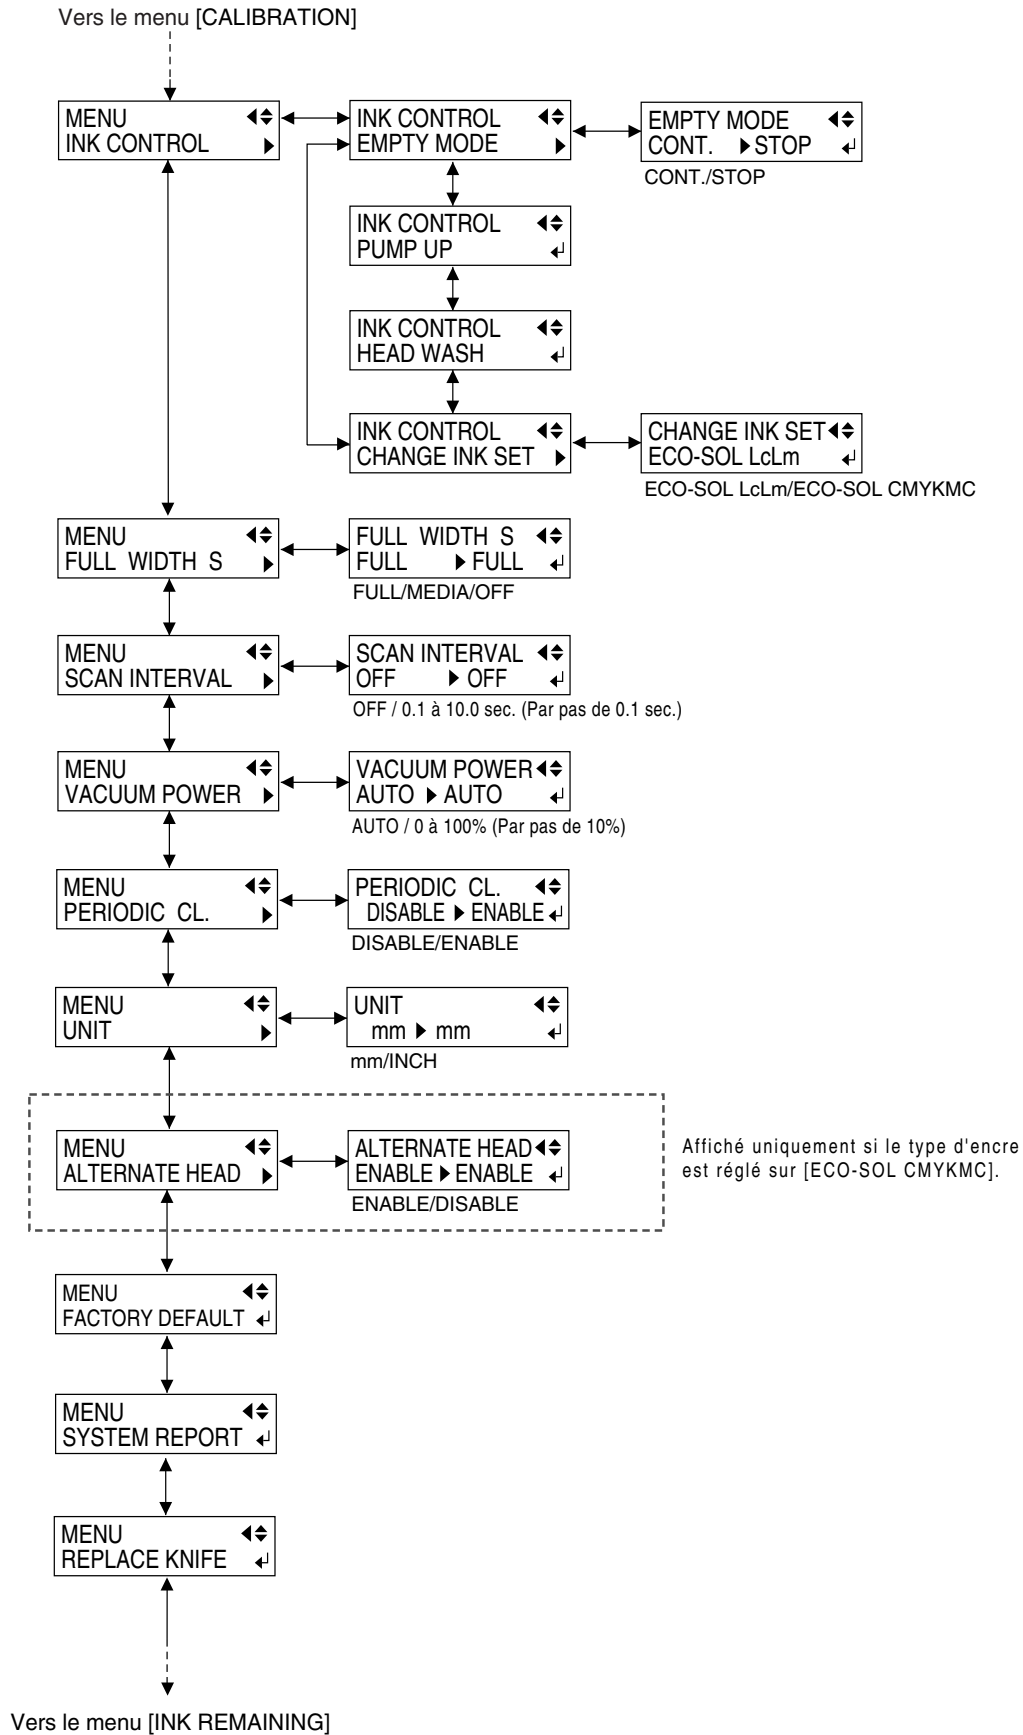 Vers le menu [CALIBRATION]
MENU
INK CONTROL
INK CONTROL
EMPTY MODE
EMPTY MODE
CONT. STOP
CONT./STOP
INK CONTROL
PUMP UP
INK CONTROL
HEAD WASH
INK CONTROL
CHANGE INK SET
CHANGE INK SET
ECO-SOL LcLm
ECO-SOL LcLm/ECO-SOL CMYKMC
MENU
FULL WIDTH S
FULL WIDTH S
FULL FULL
FULL/MEDIA/OFF
MENU
SCAN INTERVAL
SCAN INTERVAL
OFF OFF
OFF / 0.1 à 10.0 sec. (Par pas de 0.1 sec.)
MENU
VACUUM POWER
VACUUM POWER
AUTO AUTO
AUTO / 0 à 100% (Par pas de 10%)
MENU
PERIODIC CL.
PERIODIC CL.
DISABLE ENABLE
DISABLE/ENABLE
MENU
UNIT
UNIT
mm mm
mm/INCH
MENU
ALTERNATE HEAD
ALTERNATE HEAD
ENABLE ENABLE
ENABLE/DISABLE
Affiché uniquement si le type d'encre
est réglé sur [ECO-SOL CMYKMC].
MENU
FACTORY DEFAULT
MENU
SYSTEM REPORT
MENU
REPLACE KNIFE
Vers le menu [INK REMAINING]